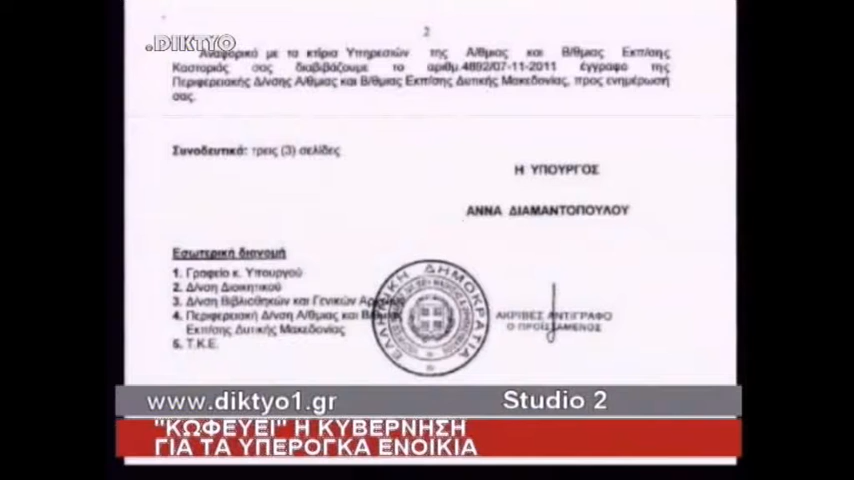 .DIKTYO
2
Αναφορικά με τα κτίρια Υπηρεσιών της Α/θμιας και Β/θμιας Εκπ/σης
Καστοριάς σας διαβιβάζουμε το αριθμ.4892/07-11-2011 έγγραφο της
Περιφερειακής Δ/νσης Α/θμιας και Β/θμιας Εκπ/σης Δυτικής Μακεδονίας, προς ενημέρωσή
σας.
Συνοδευτικά: τρεις (3) σελίδες
Η ΥΠΟΥΡΓΟΣ
ΑΝΝΑ ΔΙΑΜΑΝΤΟΠΟΥΛΟΥ
Εσωτερική διανομή
1. Γραφείο κ. Υπουργού
2. Δ/νση Διοικητικού
3. Δ/νση Βιβλιοθηκών και Γενικών Αρχείων
4. Περιφερειακή Δ/νση Α/θμιας και Β/θμιας
Εκπ/σης Δυτικής Μακεδονίας
5. Τ.Κ.Ε.
ΕΛΛΗΝΙΚΗ ΔΗΜΟΚΡΑΤΙΑ
ΑΚΡΙΒΕΣ ΑΝΤΙΓΡΑΦΟ
Ο ΠΡΟΪΣΤΑΜΕΝΟΣ
www.diktyo1.gr Studio 2
"ΚΩΦΕΥΕΙ" Η ΚΥΒΕΡΝΗΣΗ
ΓΙΑ ΤΑ ΥΠΕΡΟΓΚΑ ΕΝΟΙΚΙΑ